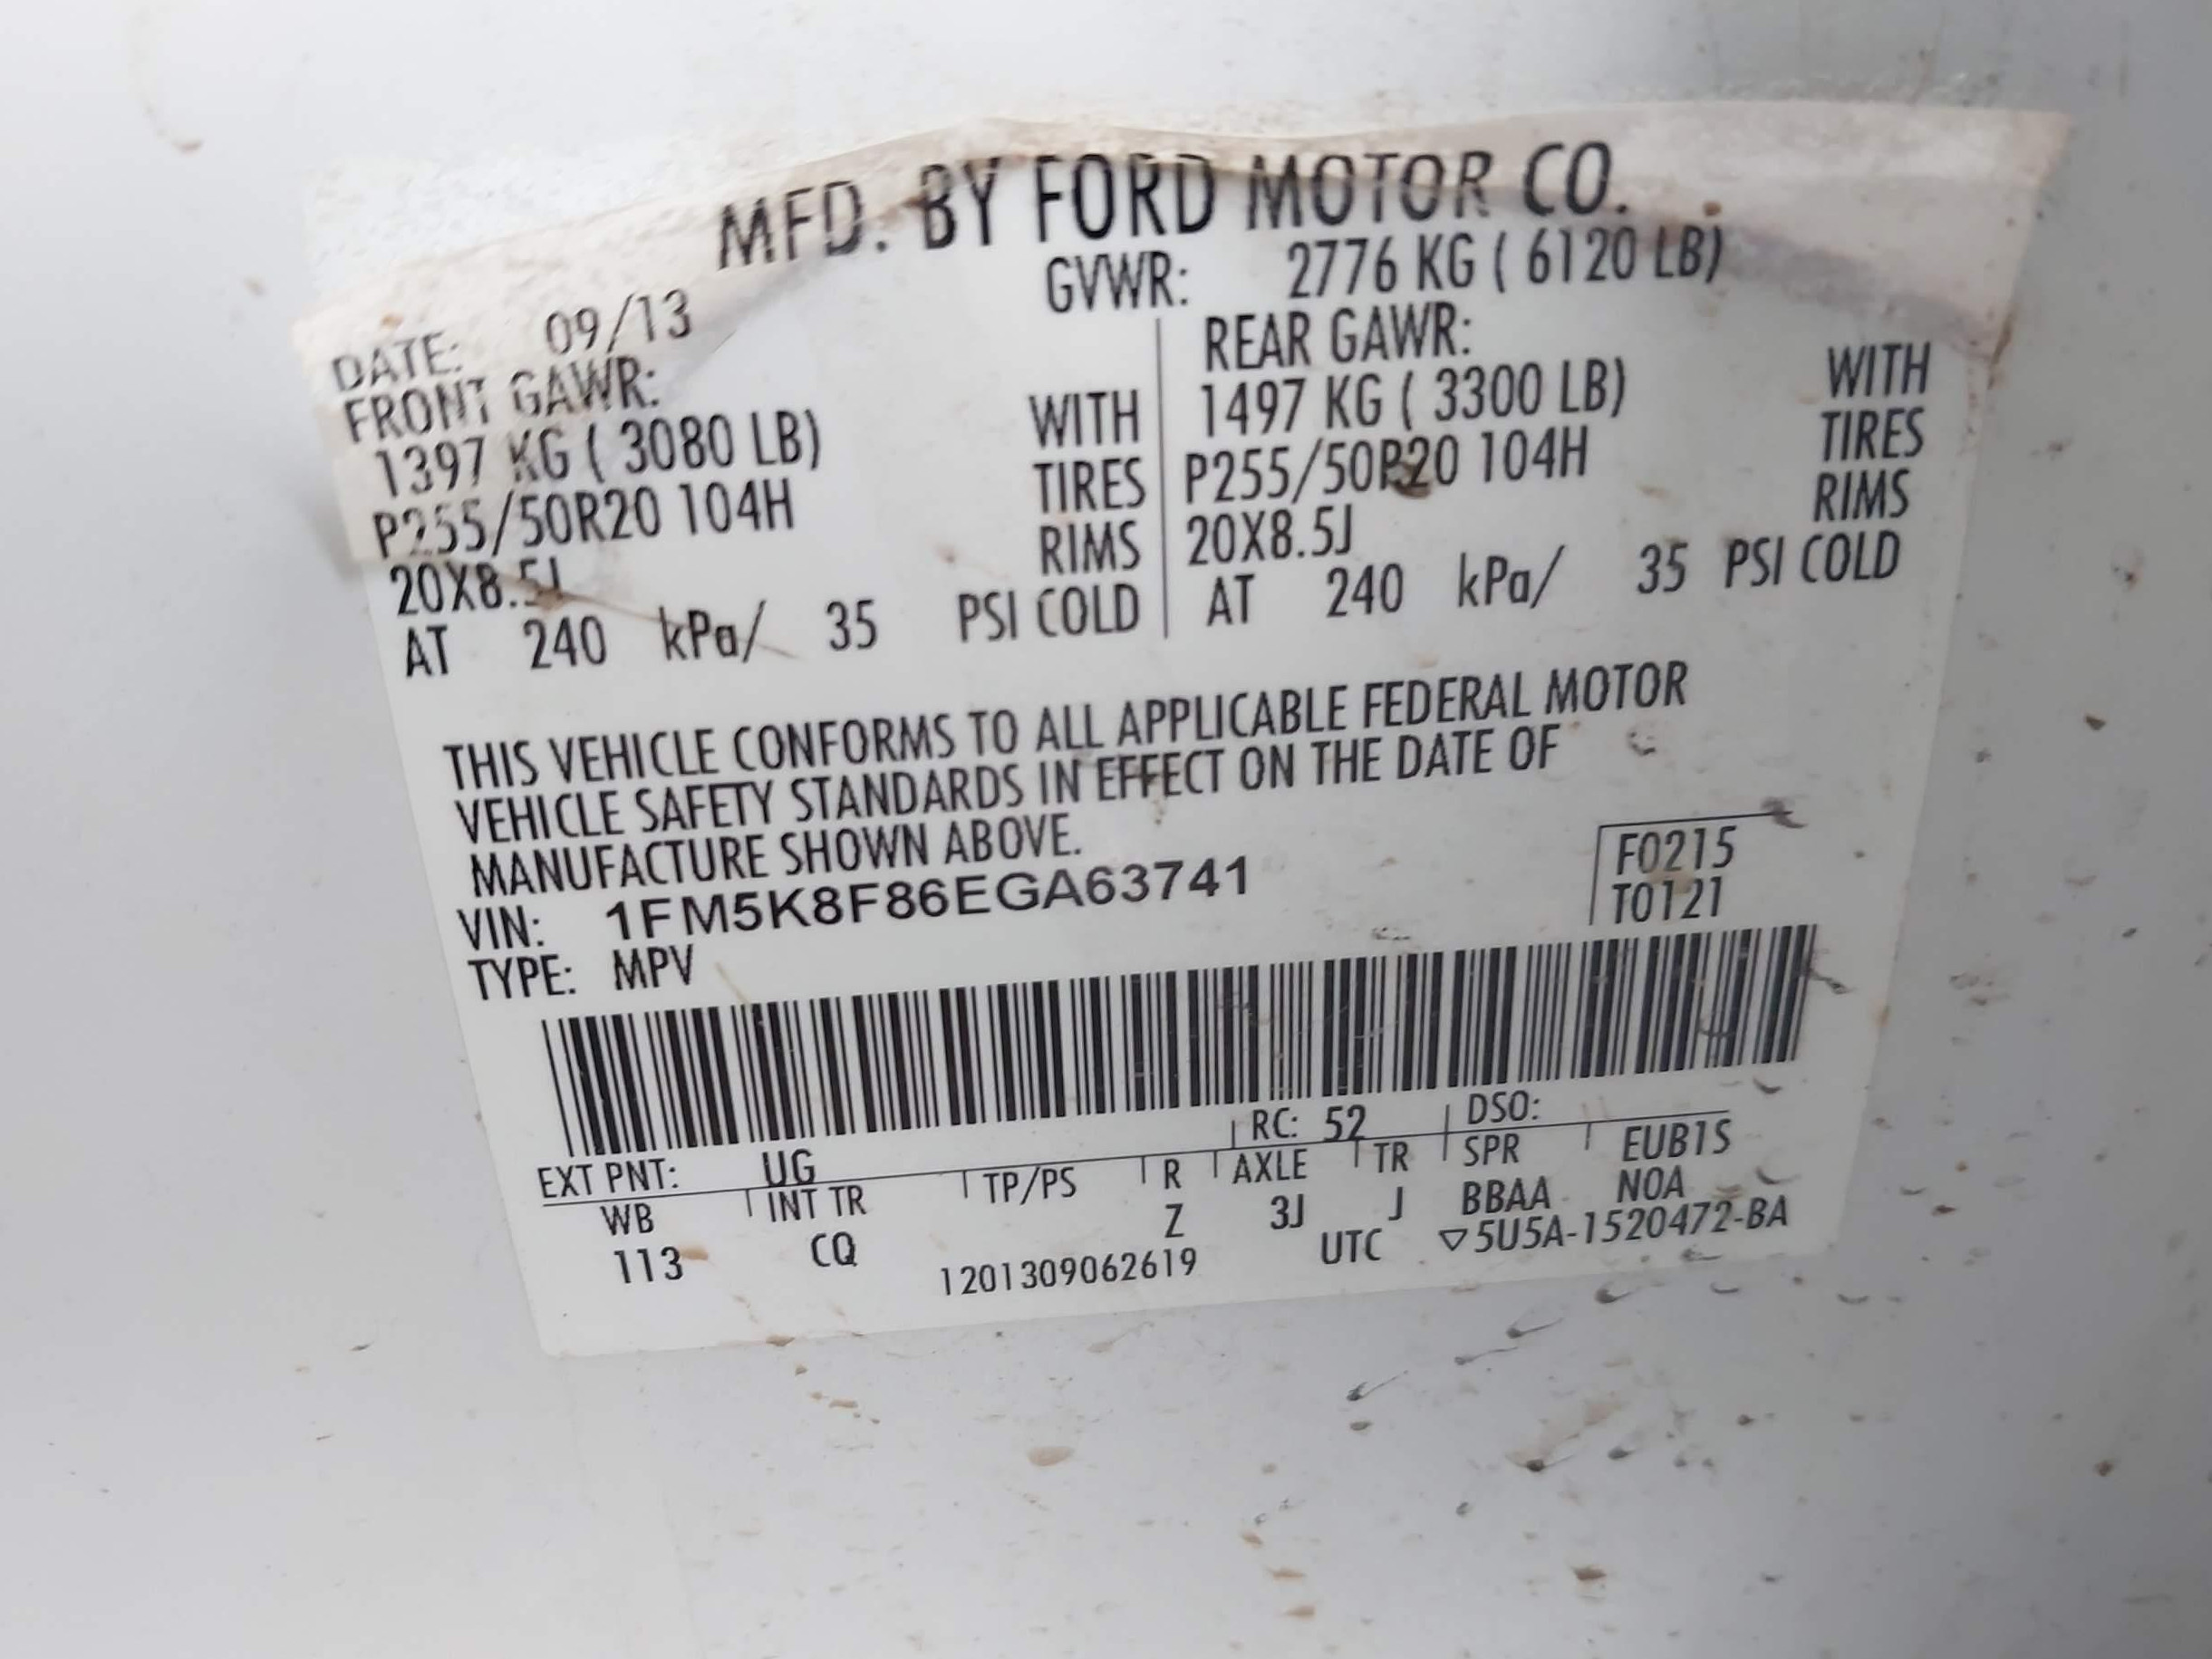 MFD. BY FORD MOTOR CO.
DATE: 09/13 GVWR: 2776 KG ( 6120 LB)
FRONT GAWR: REAR GAWR:
1397 KG ( 3080 LB) WITH 1497 KG ( 3300 LB) WITH
P255/50R20 104H TIRES P255/50R20 104H TIRES
20X8.5J RIMS 20X8.5J RIMS
AT 240 kPa/ 35 PSI COLD AT 240 kPa/ 35 PSI COLD
THIS VEHICLE CONFORMS TO ALL APPLICABLE FEDERAL MOTOR
VEHICLE SAFETY STANDARDS IN EFFECT ON THE DATE OF
MANUFACTURE SHOWN ABOVE.
F0215
VIN: 1FM5K8F86EGA63741
T0121
TYPE: MPV
EXT PNT: UG RC: 52 DSO:
WB INT TR TP/PS R AXLE TR SPR EUB1S
113 CQ Z 3J J BBAA NOA
1201309062619 UTC ▽5U5A-1520472-BA